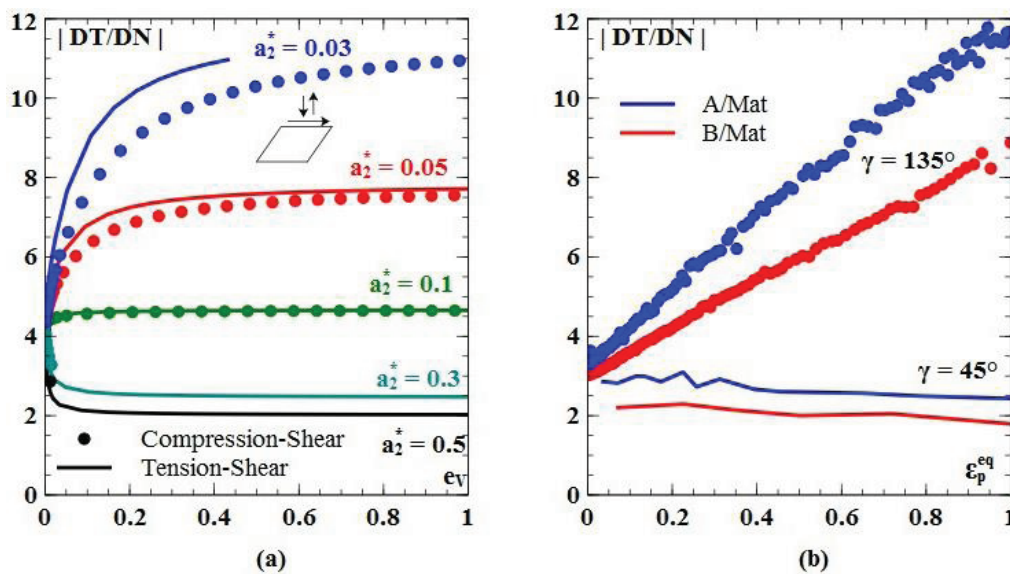 | DT/DN |
a₂* = 0.03
a₂* = 0.05
a₂* = 0.1
a₂* = 0.3
a₂* = 0.5
Compression-Shear
Tension-Shear
e_V
12
10
8
6
4
2
0
0 0.2 0.4 0.6 0.8 1
(a)
| DT/DN |
A/Mat
B/Mat
γ = 135°
γ = 45°
ε_p^eq
12
10
8
6
4
2
0
0 0.2 0.4 0.6 0.8 1
(b)